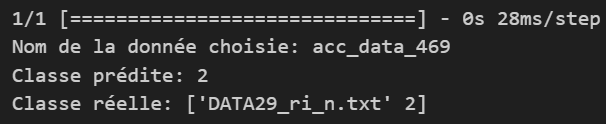 1/1 [==============================] - 0s 28ms/step
Nom de la donnée choisie: acc_data_469
Classe prédite: 2
Classe réelle: ['DATA29_ri_n.txt' 2]